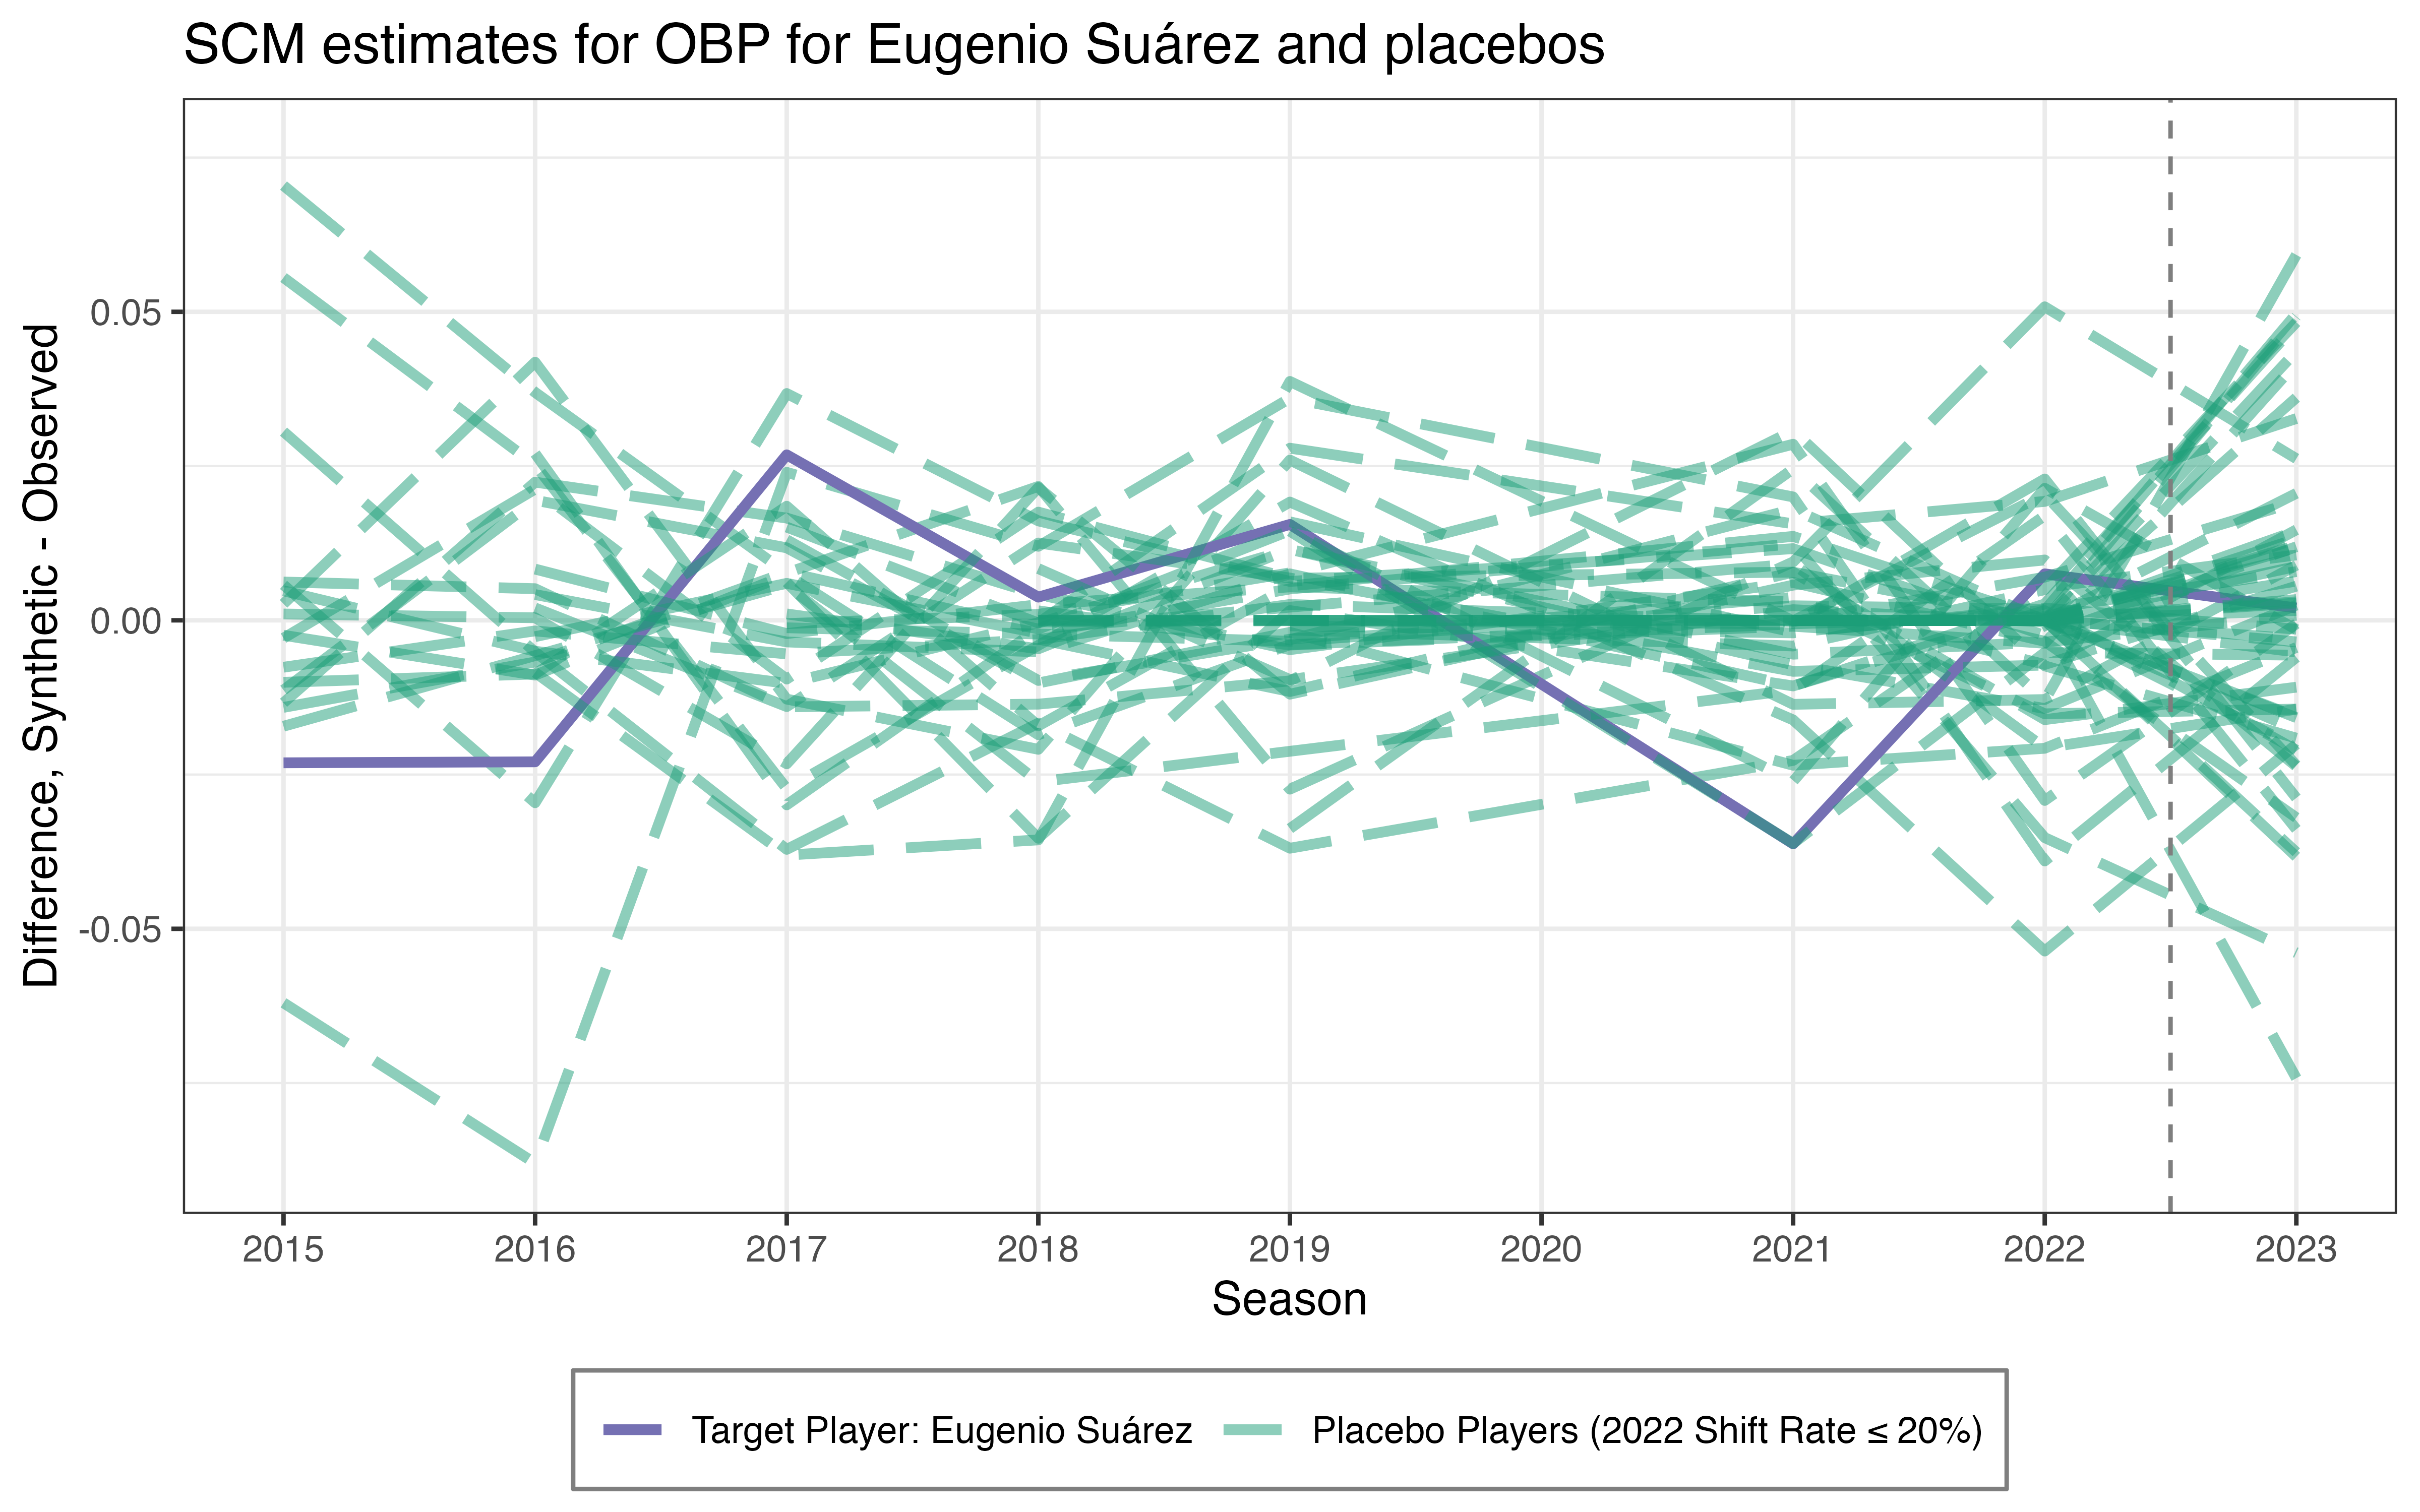 SCM estimates for OBP for Eugenio Suárez and placebos
Difference, Synthetic - Observed
0.05
0.00
-0.05
2015 2016 2017 2018 2019 2020 2021 2022 2023
Season
Target Player: Eugenio Suárez Placebo Players (2022 Shift Rate ≤ 20%)